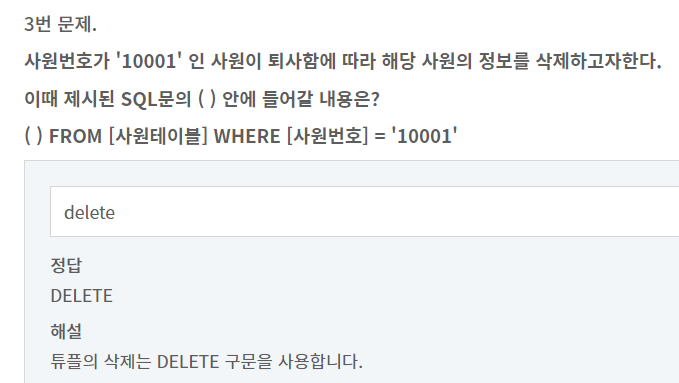 3번 문제.
사원번호가 '10001' 인 사원이 퇴사함에 따라 해당 사원의 정보를 삭제하고자한다.
이때 제시된 SQL문의 ( ) 안에 들어갈 내용은?
( ) FROM [사원테이블] WHERE [사원번호] = '10001'
delete
정답
DELETE
해설
튜플의 삭제는 DELETE 구문을 사용합니다.